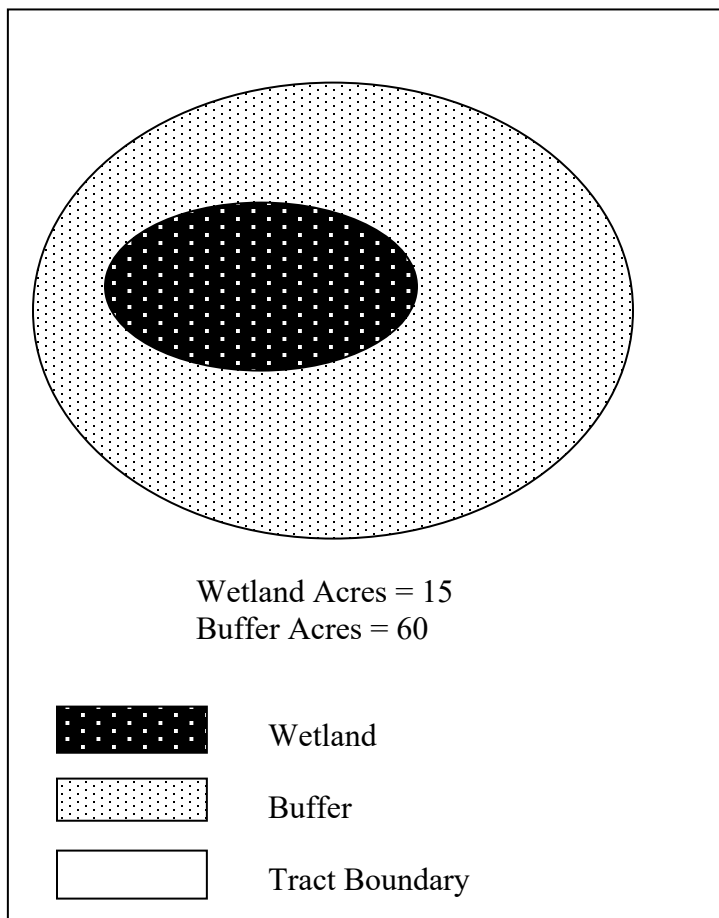 Wetland Acres = 15
Buffer Acres = 60
Wetland
Buffer
Tract Boundary